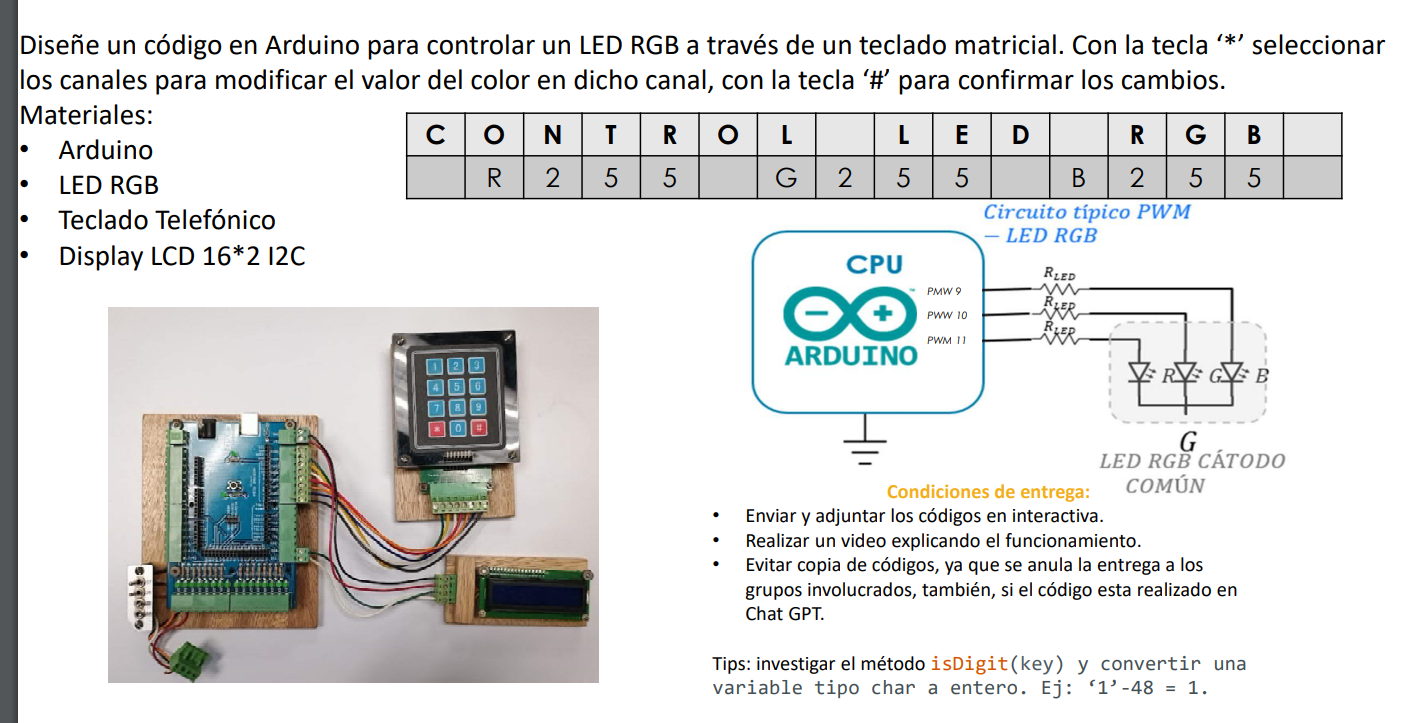 Diseñe un código en Arduino para controlar un LED RGB a través de un teclado matricial. Con la tecla ‘*’ seleccionar
los canales para modificar el valor del color en dicho canal, con la tecla ‘#’ para confirmar los cambios.
Materiales:
• Arduino
• LED RGB
• Teclado Telefónico
• Display LCD 16*2 I2C
C O N T R O L L E D R G B
R 2 5 5 G 2 5 5 B 2 5 5
Circuito típico PWM
— LED RGB
CPU
ARDUINO
PMW 9
PWW 10
PWM 11
RLED
RLED
RLED
R G B
G
LED RGB CÁTODO
COMÚN
1 2 3
4 5 6
7 8 9
* 0 #
Condiciones de entrega:
• Enviar y adjuntar los códigos en interactiva.
• Realizar un video explicando el funcionamiento.
• Evitar copia de códigos, ya que se anula la entrega a los
grupos involucrados, también, si el código esta realizado en
Chat GPT.
Tips: investigar el método isDigit(key) y convertir una
variable tipo char a entero. Ej: ‘1’-48 = 1.